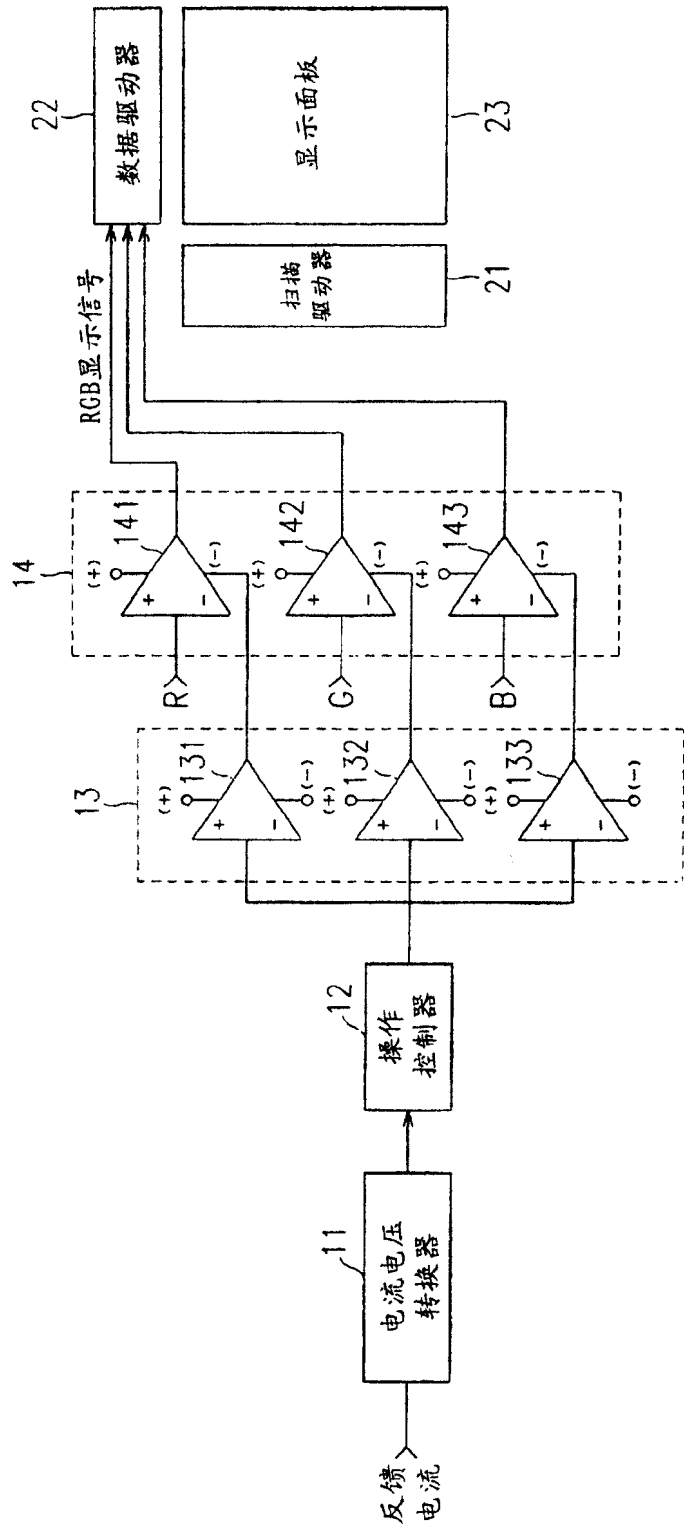 反馈
电流
11
电流电压
转换器
12
操作
控制器
13
(+)
131
+
−
(−)
(+)
132
+
−
(−)
(+)
133
+
−
(−)
14
R
(+)
141
+
−
(−)
G
(+)
142
+
−
(−)
B
(+)
143
+
−
(−)
RGB显示信号
22
数据驱动器
扫描
驱动器
21
显示面板
23